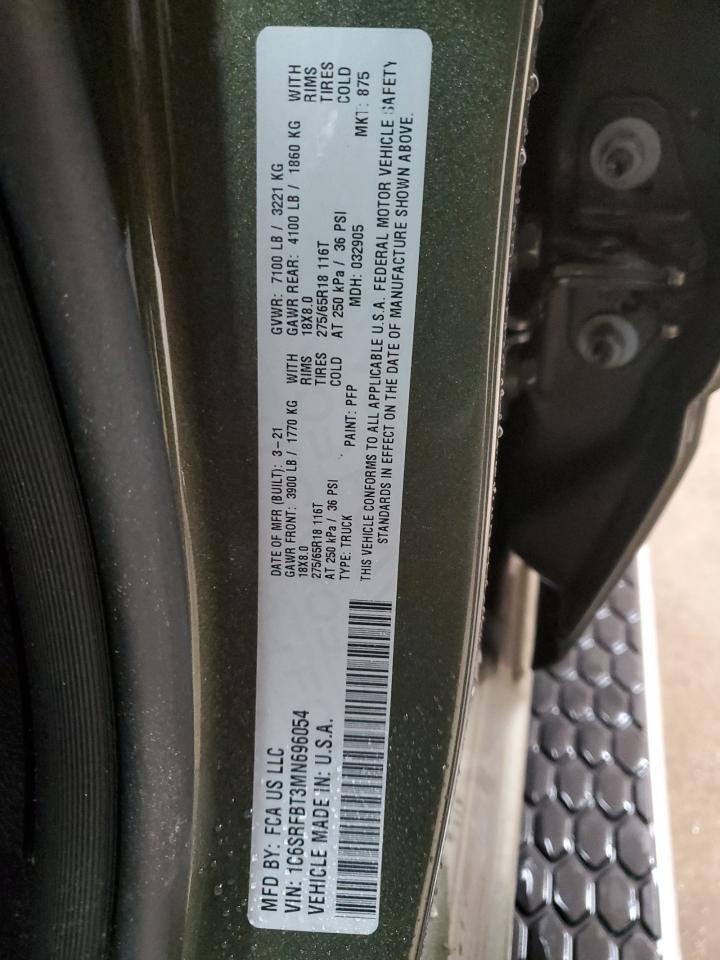 MFD BY: FCA US LLC
VIN: 1C6SRFBT3MN696054
VEHICLE MADE IN: U.S.A.
DATE OF MFR (BUILT): 3-21
GAWR FRONT: 3900 LB / 1770 KG WITH
18X8.0 RIMS
275/65R18 116T TIRES
AT 250 kPa / 36 PSI COLD
TYPE: TRUCK PAINT: PFP
GVWR: 7100 LB / 3221 KG
GAWR REAR: 4100 LB / 1860 KG WITH
18X8.0 RIMS
275/65R18 116T TIRES
AT 250 kPa / 36 PSI COLD
MDH: 032905 MKT: 875
THIS VEHICLE CONFORMS TO ALL APPLICABLE U.S.A. FEDERAL MOTOR VEHICLE SAFETY
STANDARDS IN EFFECT ON THE DATE OF MANUFACTURE SHOWN ABOVE.